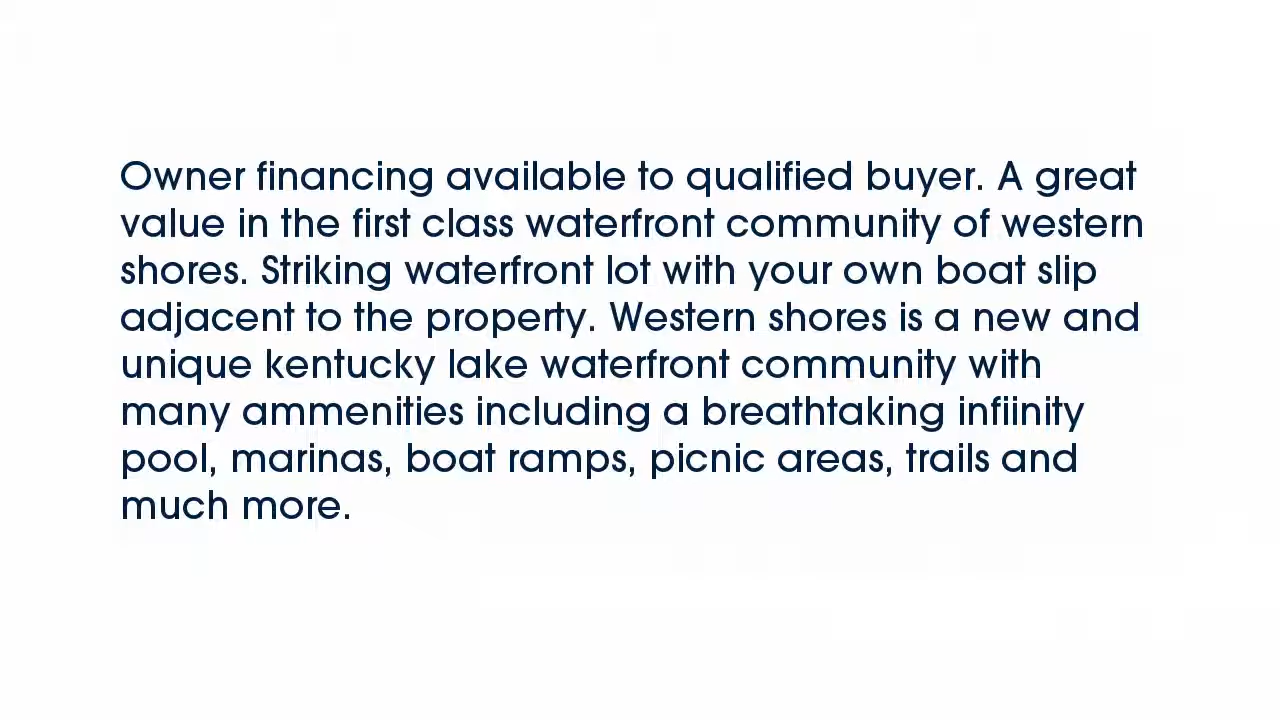 Owner financing available to qualified buyer. A great
value in the first class waterfront community of western
shores. Striking waterfront lot with your own boat slip
adjacent to the property. Western shores is a new and
unique kentucky lake waterfront community with
many ammenities including a breathtaking infiinity
pool, marinas, boat ramps, picnic areas, trails and
much more.